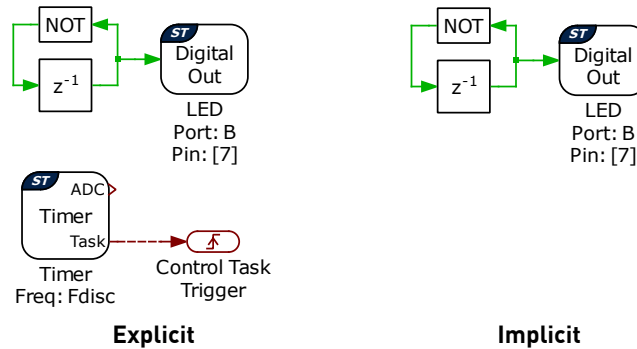 NOT
ST
Digital
Out
z⁻¹
LED
Port: B
Pin: [7]
ST
ADC
Timer
Task
Timer
Freq: Fdisc
Control Task
Trigger
Explicit
NOT
ST
Digital
Out
z⁻¹
LED
Port: B
Pin: [7]
Implicit